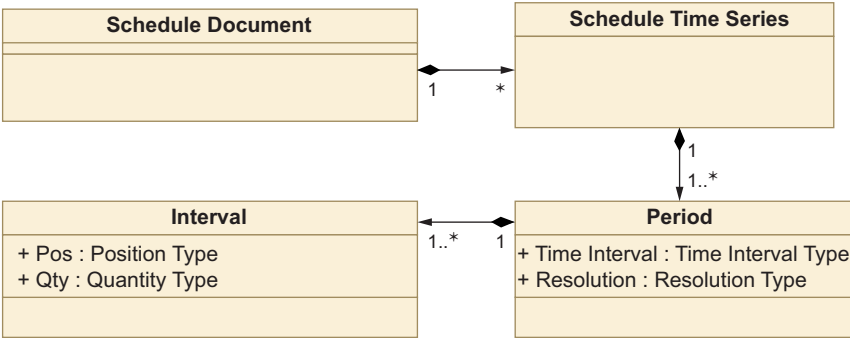 Schedule Document
Schedule Time Series
1
*
1
1..*
Interval
+ Pos : Position Type
+ Qty : Quantity Type
1..*
1
Period
+ Time Interval : Time Interval Type
+ Resolution : Resolution Type